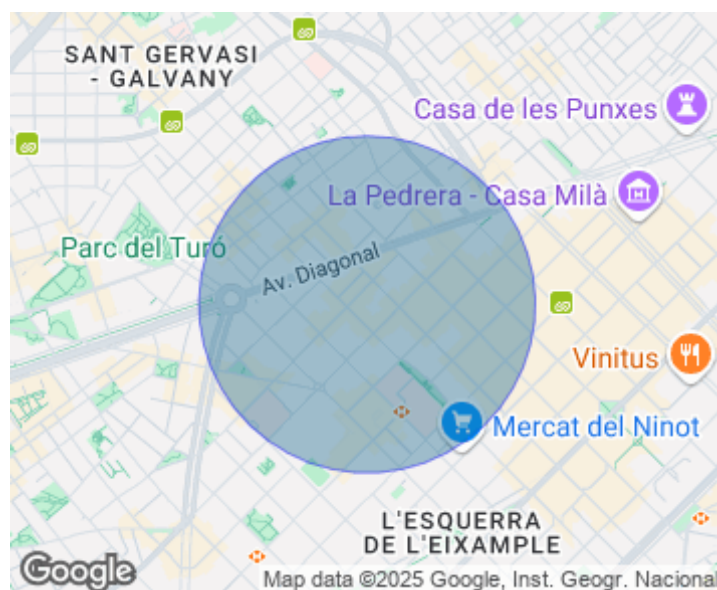 SANT GERVASI
- GALVANY
Casa de les Punxes
La Pedrera - Casa Milà
Parc del Turó
Av. Diagonal
Vinitus
Mercat del Ninot
L'ESQUERRA
DE L'EIXAMPLE
Google
Map data ©2025 Google, Inst. Geogr. Nacional